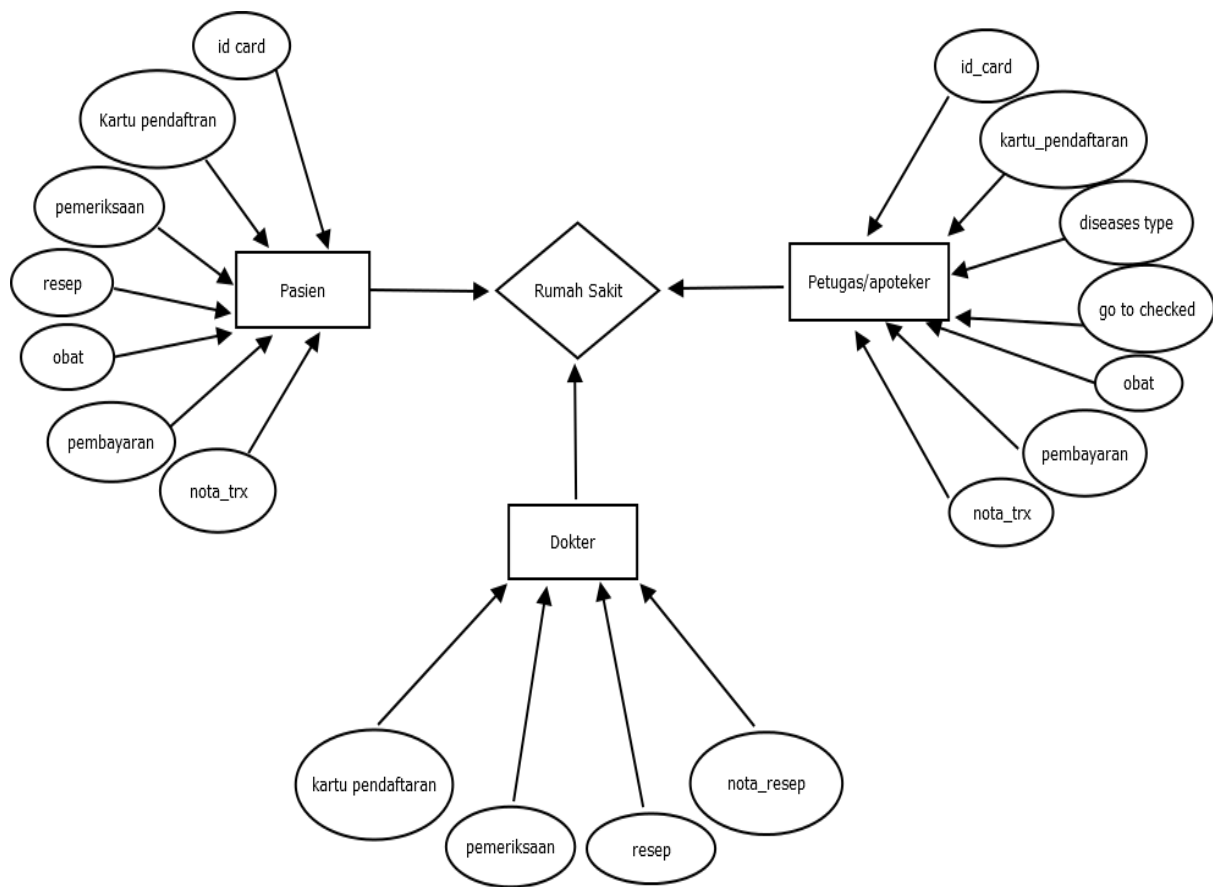 id card
Kartu pendaftran
pemeriksaan
resep
obat
pembayaran
nota_trx
Pasien
Rumah Sakit
id_card
kartu_pendaftaran
diseases type
go to checked
obat
pembayaran
nota_trx
Petugas/apoteker
Dokter
kartu pendaftaran
pemeriksaan
resep
nota_resep